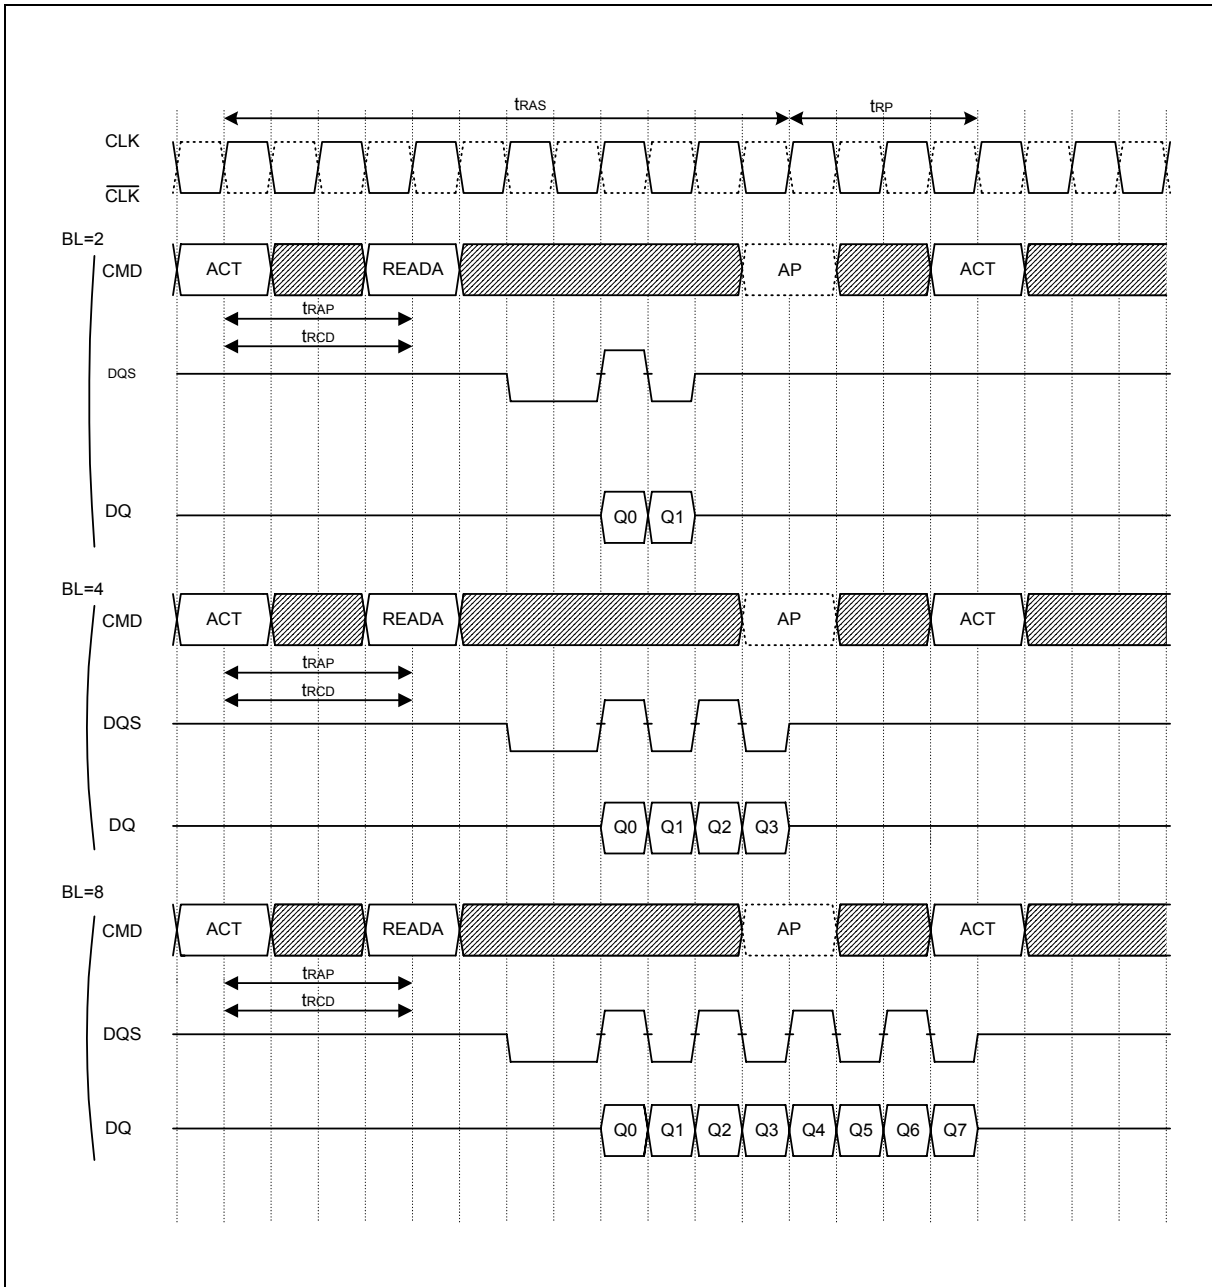 tRAS tRP
CLK
CLK
BL=2
CMD ACT READA AP ACT
tRAP
tRCD
DQS
DQ Q0 Q1
BL=4
CMD ACT READA AP ACT
tRAP
tRCD
DQS
DQ Q0 Q1 Q2 Q3
BL=8
CMD ACT READA AP ACT
tRAP
tRCD
DQS
DQ Q0 Q1 Q2 Q3 Q4 Q5 Q6 Q7